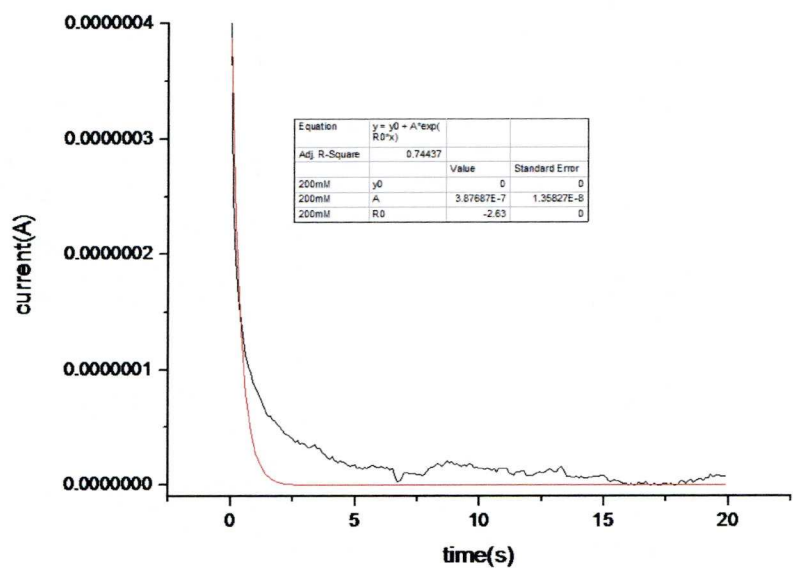 0.0000004
0.0000003
0.0000002
0.0000001
0.0000000
current(A)
Equation y = y0 + A*exp(
R0*x)
Adj. R-Square 0.74437
Value Standard Error
200mM y0 0 0
200mM A 3.87687E-7 1.35827E-8
200mM R0 -2.63 0
0 5 10 15 20
time(s)